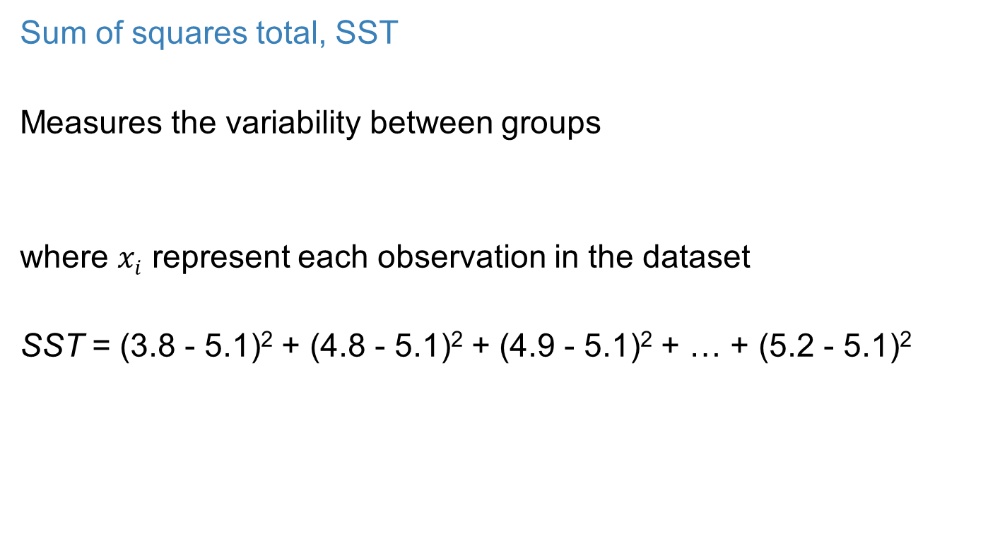 Sum of squares total, SST
Measures the variability between groups
where 𝑥ᵢ represent each observation in the dataset
SST = (3.8 - 5.1)² + (4.8 - 5.1)² + (4.9 - 5.1)² + … + (5.2 - 5.1)²